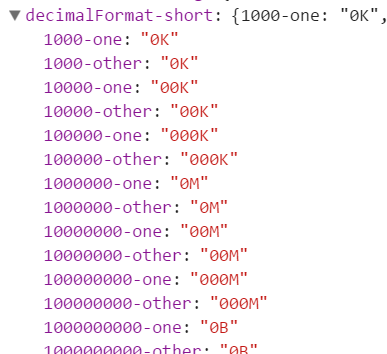 ▼ decimalFormat-short: {1000-one: "0K",
1000-one: "0K"
1000-other: "0K"
10000-one: "00K"
10000-other: "00K"
100000-one: "000K"
100000-other: "000K"
1000000-one: "0M"
1000000-other: "0M"
10000000-one: "00M"
10000000-other: "00M"
100000000-one: "000M"
100000000-other: "000M"
1000000000-one: "0B"
1000000000-other: "0B"